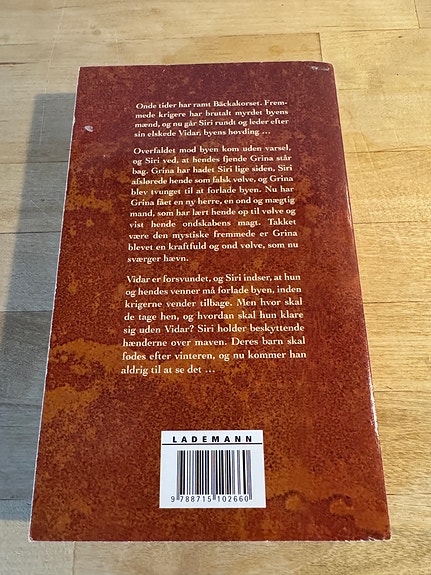 Onde tider har ramt Bäckakorset. Frem-
mede krigere har brutalt myrdet byens
mænd, og nu går Siri rundt og leder efter
sin elskede Vidar, byens høvding ...
Overfaldet mod byen kom uden varsel,
og Siri ved, at hendes fjende Grina står
bag. Grina har hadet Siri lige siden, Siri
afslørede hende som falsk vølve, og Grina
blev tvunget til at forlade byen. Nu har
Grina fået en ny herre, en ond og mægtig
mand, som har lært hende op til vølve og
vist hende ondskabens magt. Takket
være den mystiske fremmede er Grina
blevet en kraftfuld og ond vølve, som nu
sværger hævn.
Vidar er forsvundet, og Siri indser, at hun
og hendes venner må forlade byen, inden
krigerne vender tilbage. Men hvor skal
de tage hen, og hvordan skal hun klare
sig uden Vidar? Siri holder beskyttende
hænderne over maven. Deres barn skal
fødes efter vinteren, og nu kommer han
aldrig til at se det ...
LADEMANN
9 788715 102660